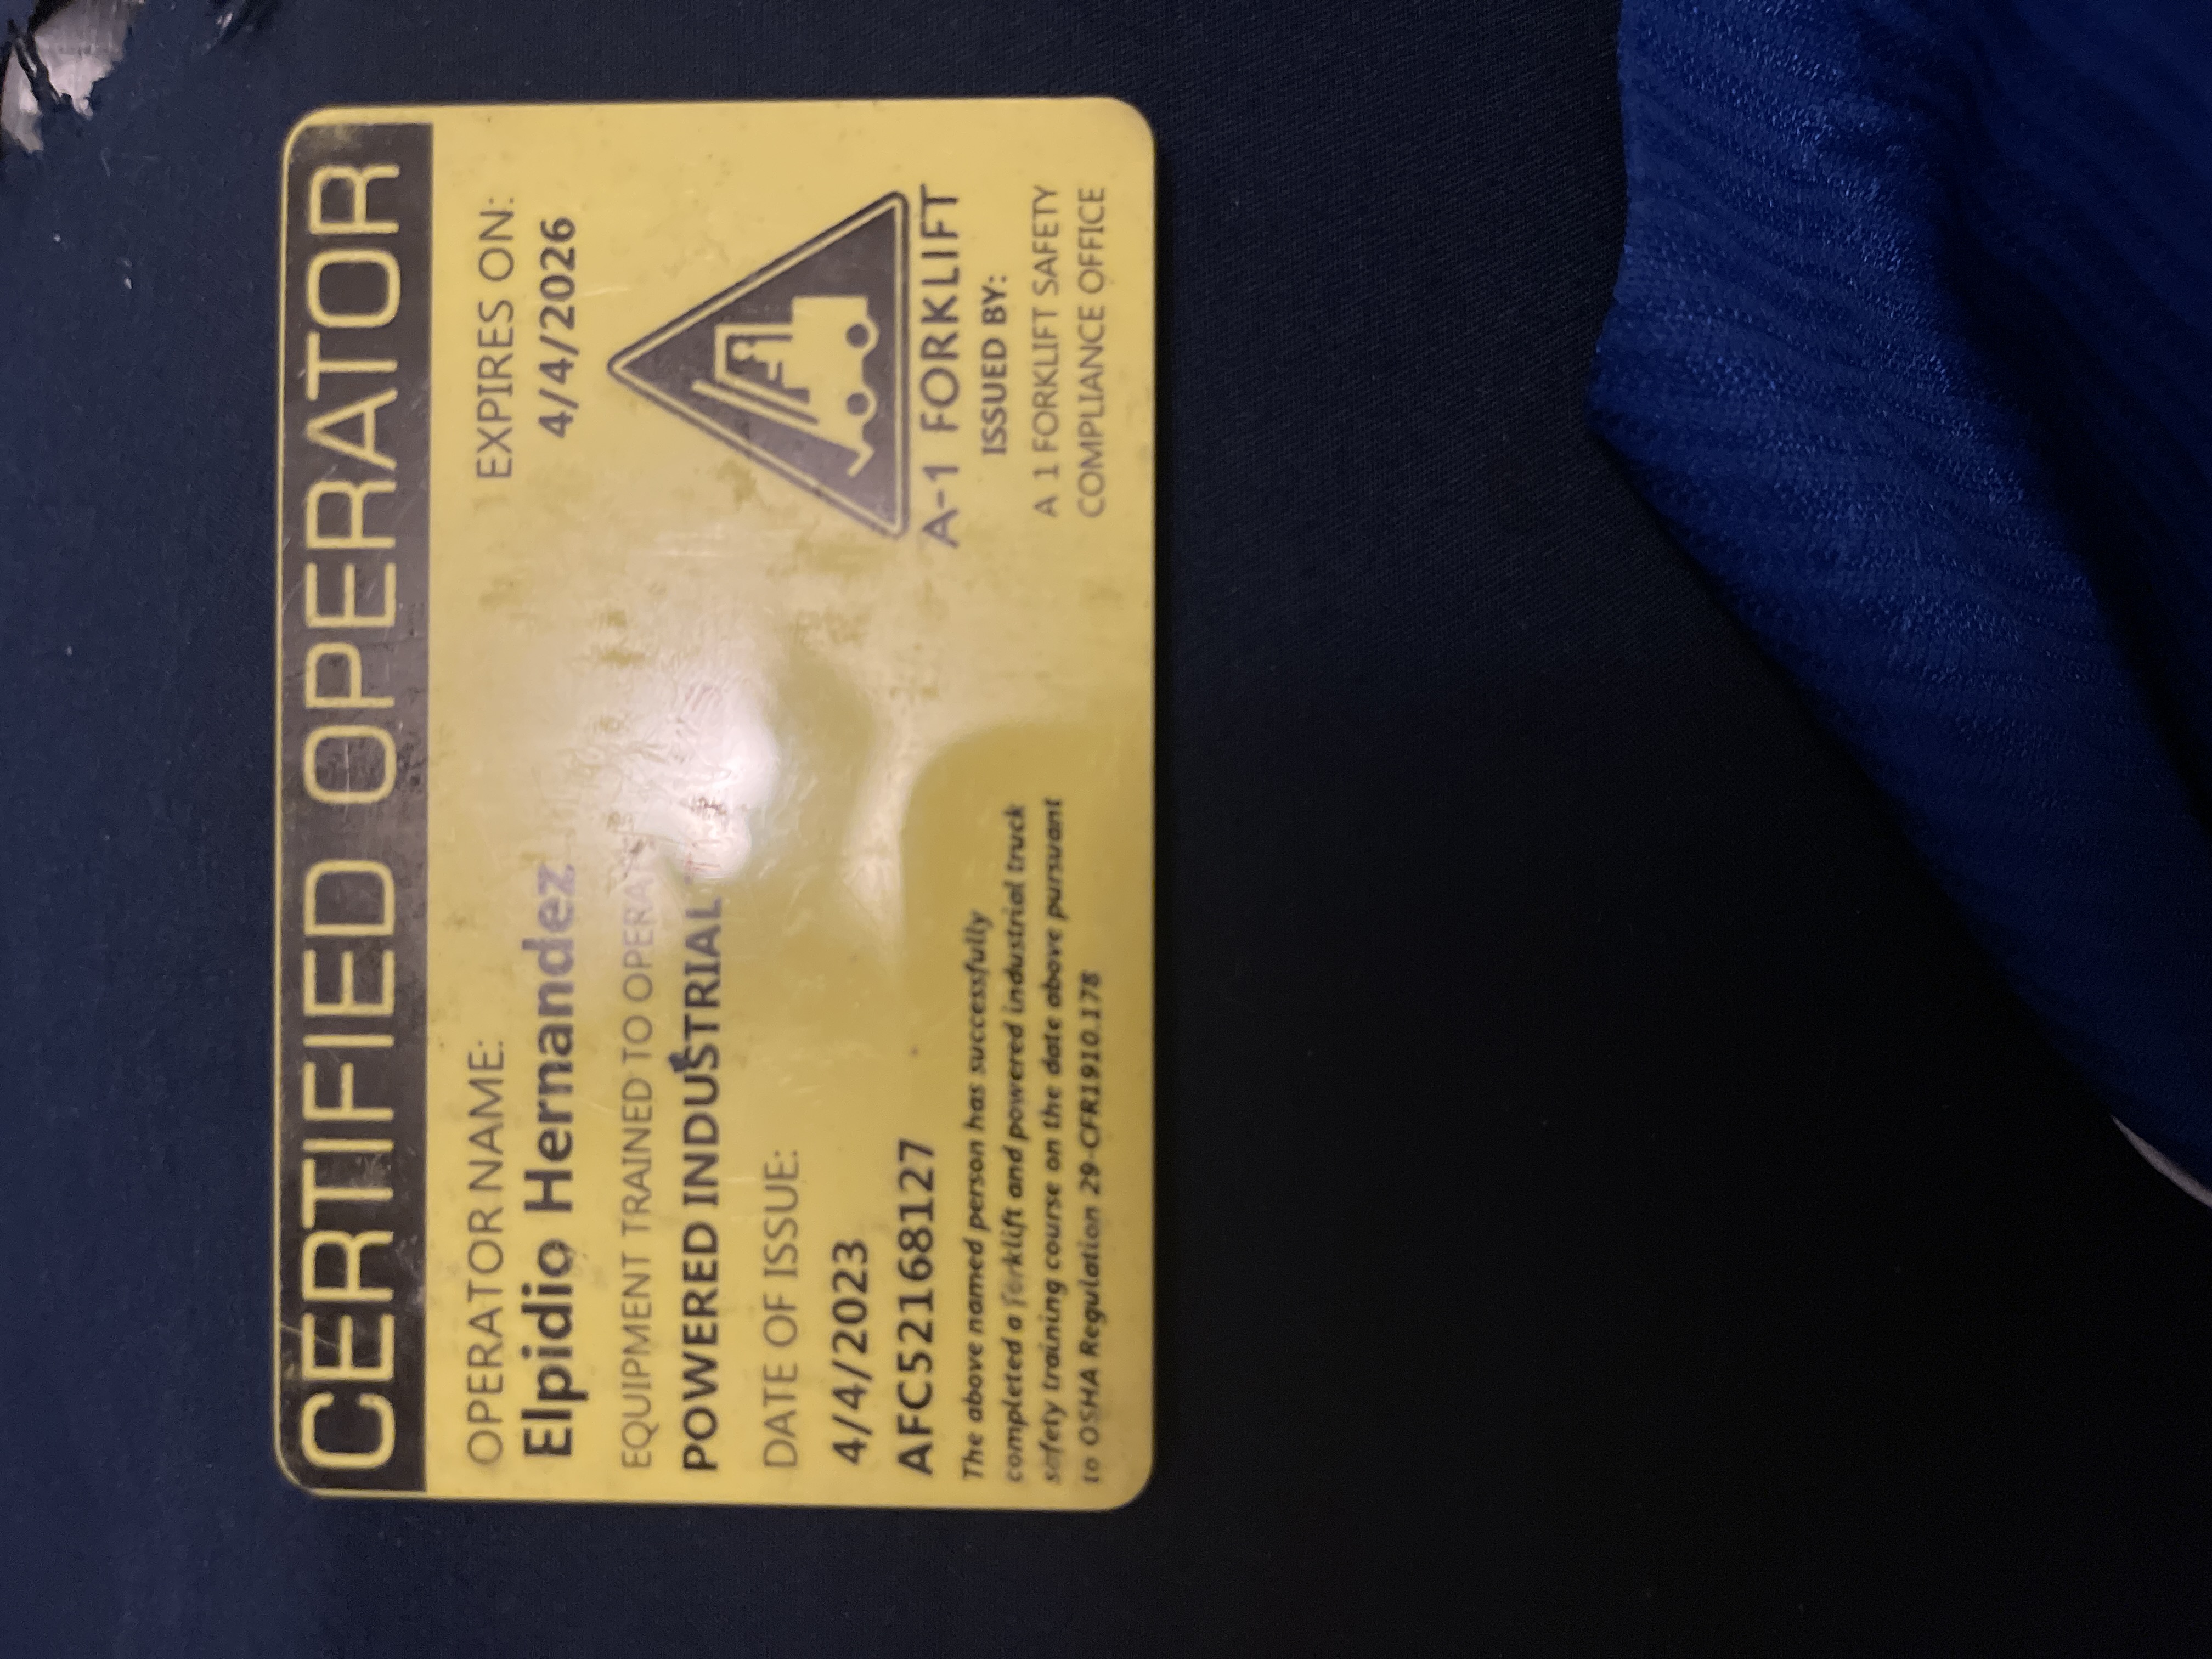 CERTIFIED OPERATOR
OPERATOR NAME:
Elpidio Hernandez
EQUIPMENT TRAINED TO OPERATE
POWERED INDUSTRIAL
DATE OF ISSUE:
4/4/2023
AFC52168127
The above named person has successfully
completed a forklift and powered industrial truck
safety training course on the date above pursuant
to OSHA Regulation 29-CFR1910.178
EXPIRES ON:
4/4/2026
A-1 FORKLIFT
ISSUED BY:
A 1 FORKLIFT SAFETY
COMPLIANCE OFFICE